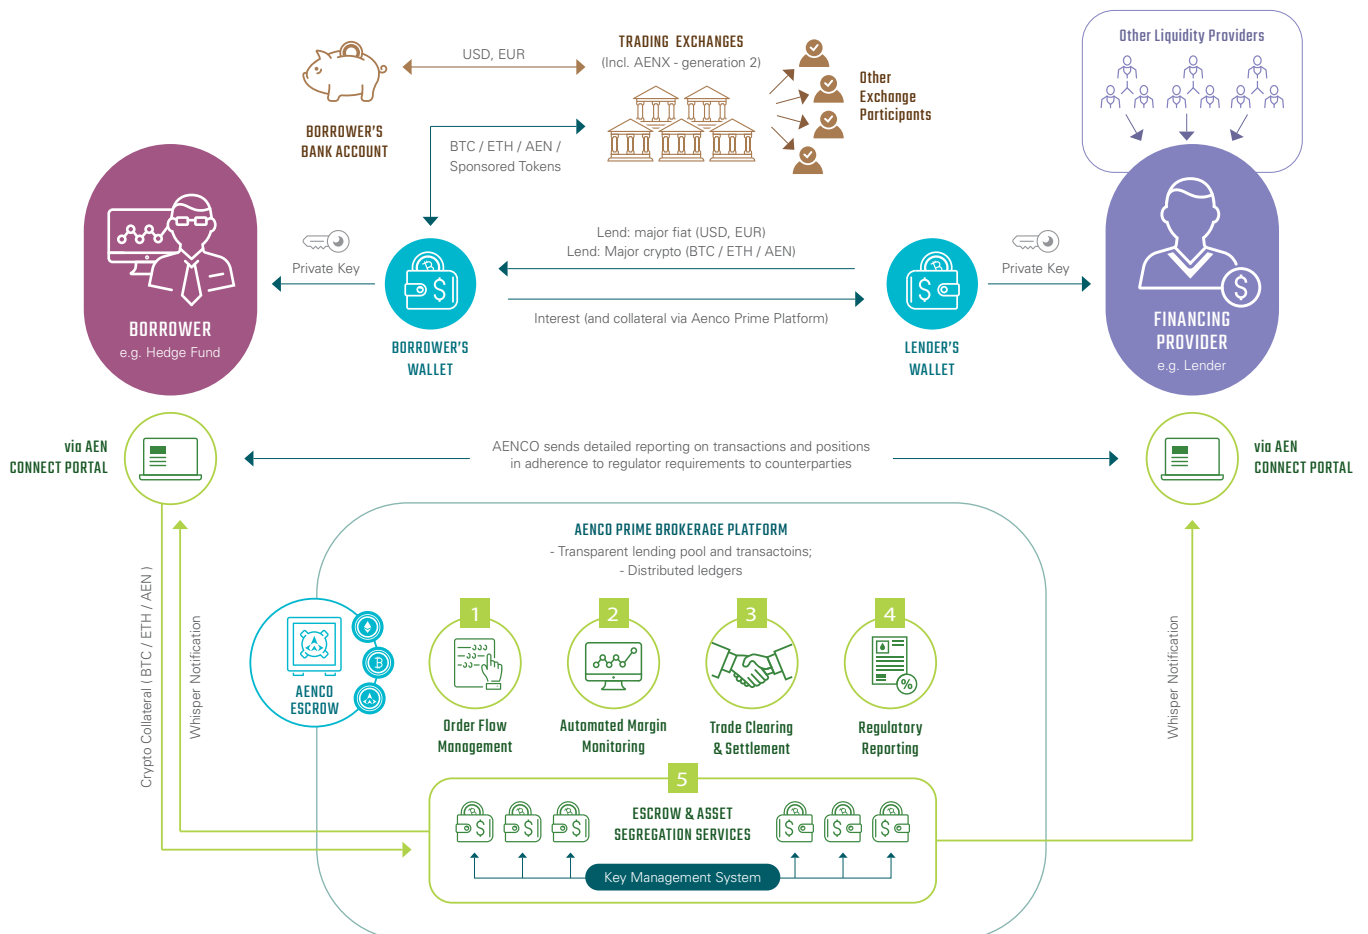 Other Liquidity Providers
USD, EUR
TRADING EXCHANGES
(Incl. AENX - generation 2)
Other
Exchange
Participants
BORROWER'S
BANK ACCOUNT
BTC / ETH / AEN /
Sponsored Tokens
Lend: major fiat (USD, EUR)
Lend: Major crypto (BTC / ETH / AEN)
Private Key
Private Key
Interest (and collateral via Aenco Prime Platform)
BORROWER
e.g. Hedge Fund
BORROWER'S
WALLET
LENDER'S
WALLET
FINANCING
PROVIDER
e.g. Lender
via AEN
CONNECT PORTAL
AENCO sends detailed reporting on transactions and positions
in adherence to regulator requirements to counterparties
via AEN
CONNECT PORTAL
AENCO PRIME BROKERAGE PLATFORM
- Transparent lending pool and transactoins;
- Distributed ledgers
Crypto Collateral ( BTC / ETH / AEN )
Whisper Notification
AENCO
ESCROW
1
2
3
4
Order Flow
Management
Automated Margin
Monitoring
Trade Clearing
& Settlement
Regulatory
Reporting
Whisper Notification
5
ESCROW & ASSET
SEGREGATION SERVICES
Key Management System